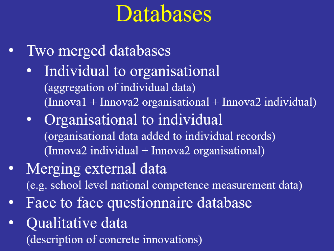 Databases
• Two merged databases
• Individual to organisational
(aggregation of individual data)
(Innova1 + Innova2 organisational + Innova2 individual)
• Organisational to individual
(organisational data added to individual records)
(Innova2 individual + Innova2 organisational)
• Merging external data
(e.g. school level national competence measurement data)
• Face to face questionnaire database
• Qualitative data
(description of concrete innovations)